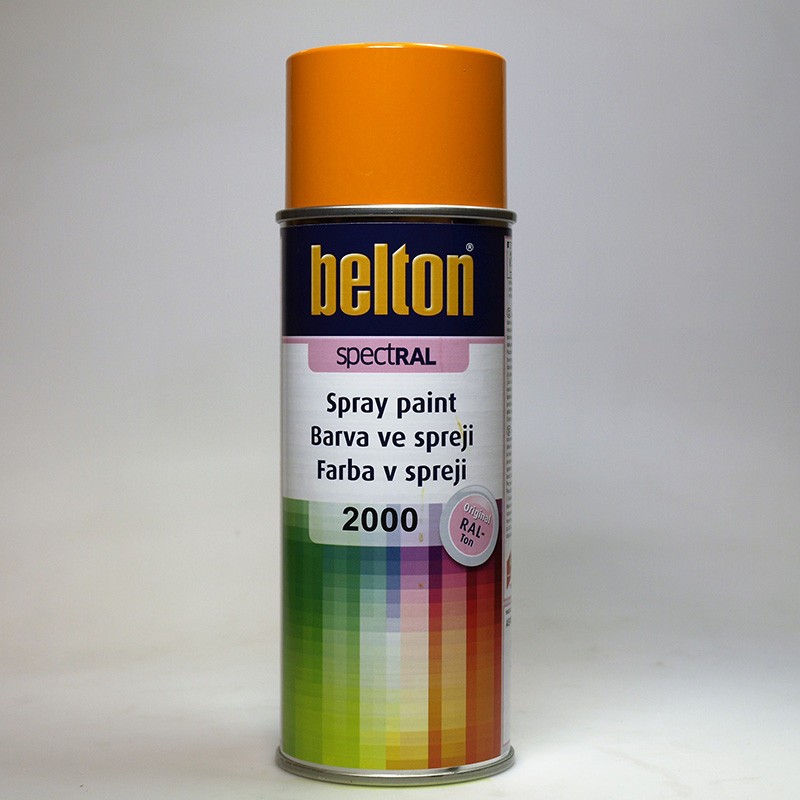 belton®
spectRAL
Spray paint
Barva ve spreji
Farba v spreji
2000
Original
RAL-
Ton